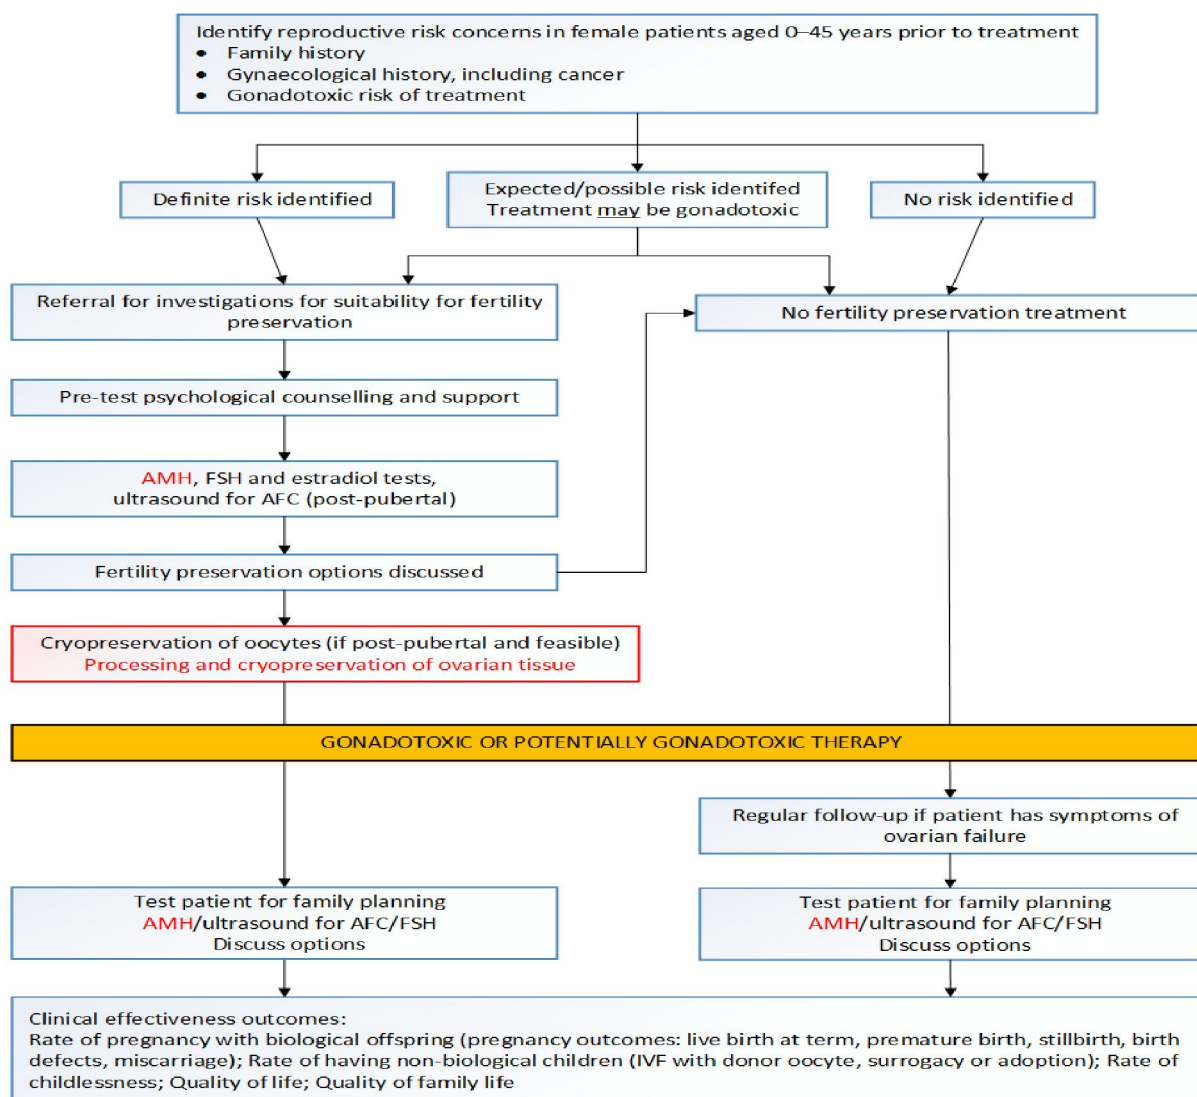 Identify reproductive risk concerns in female patients aged 0–45 years prior to treatment
• Family history
• Gynaecological history, including cancer
• Gonadotoxic risk of treatment
Definite risk identified
Expected/possible risk identifed
Treatment may be gonadotoxic
No risk identified
Referral for investigations for suitability for fertility
preservation
No fertility preservation treatment
Pre-test psychological counselling and support
AMH, FSH and estradiol tests,
ultrasound for AFC (post-pubertal)
Fertility preservation options discussed
Cryopreservation of oocytes (if post-pubertal and feasible)
Processing and cryopreservation of ovarian tissue
GONADOTOXIC OR POTENTIALLY GONADOTOXIC THERAPY
Regular follow-up if patient has symptoms of
ovarian failure
Test patient for family planning
AMH/ultrasound for AFC/FSH
Discuss options
Test patient for family planning
AMH/ultrasound for AFC/FSH
Discuss options
Clinical effectiveness outcomes:
Rate of pregnancy with biological offspring (pregnancy outcomes: live birth at term, premature birth, stillbirth, birth
defects, miscarriage); Rate of having non-biological children (IVF with donor oocyte, surrogacy or adoption); Rate of
childlessness; Quality of life; Quality of family life